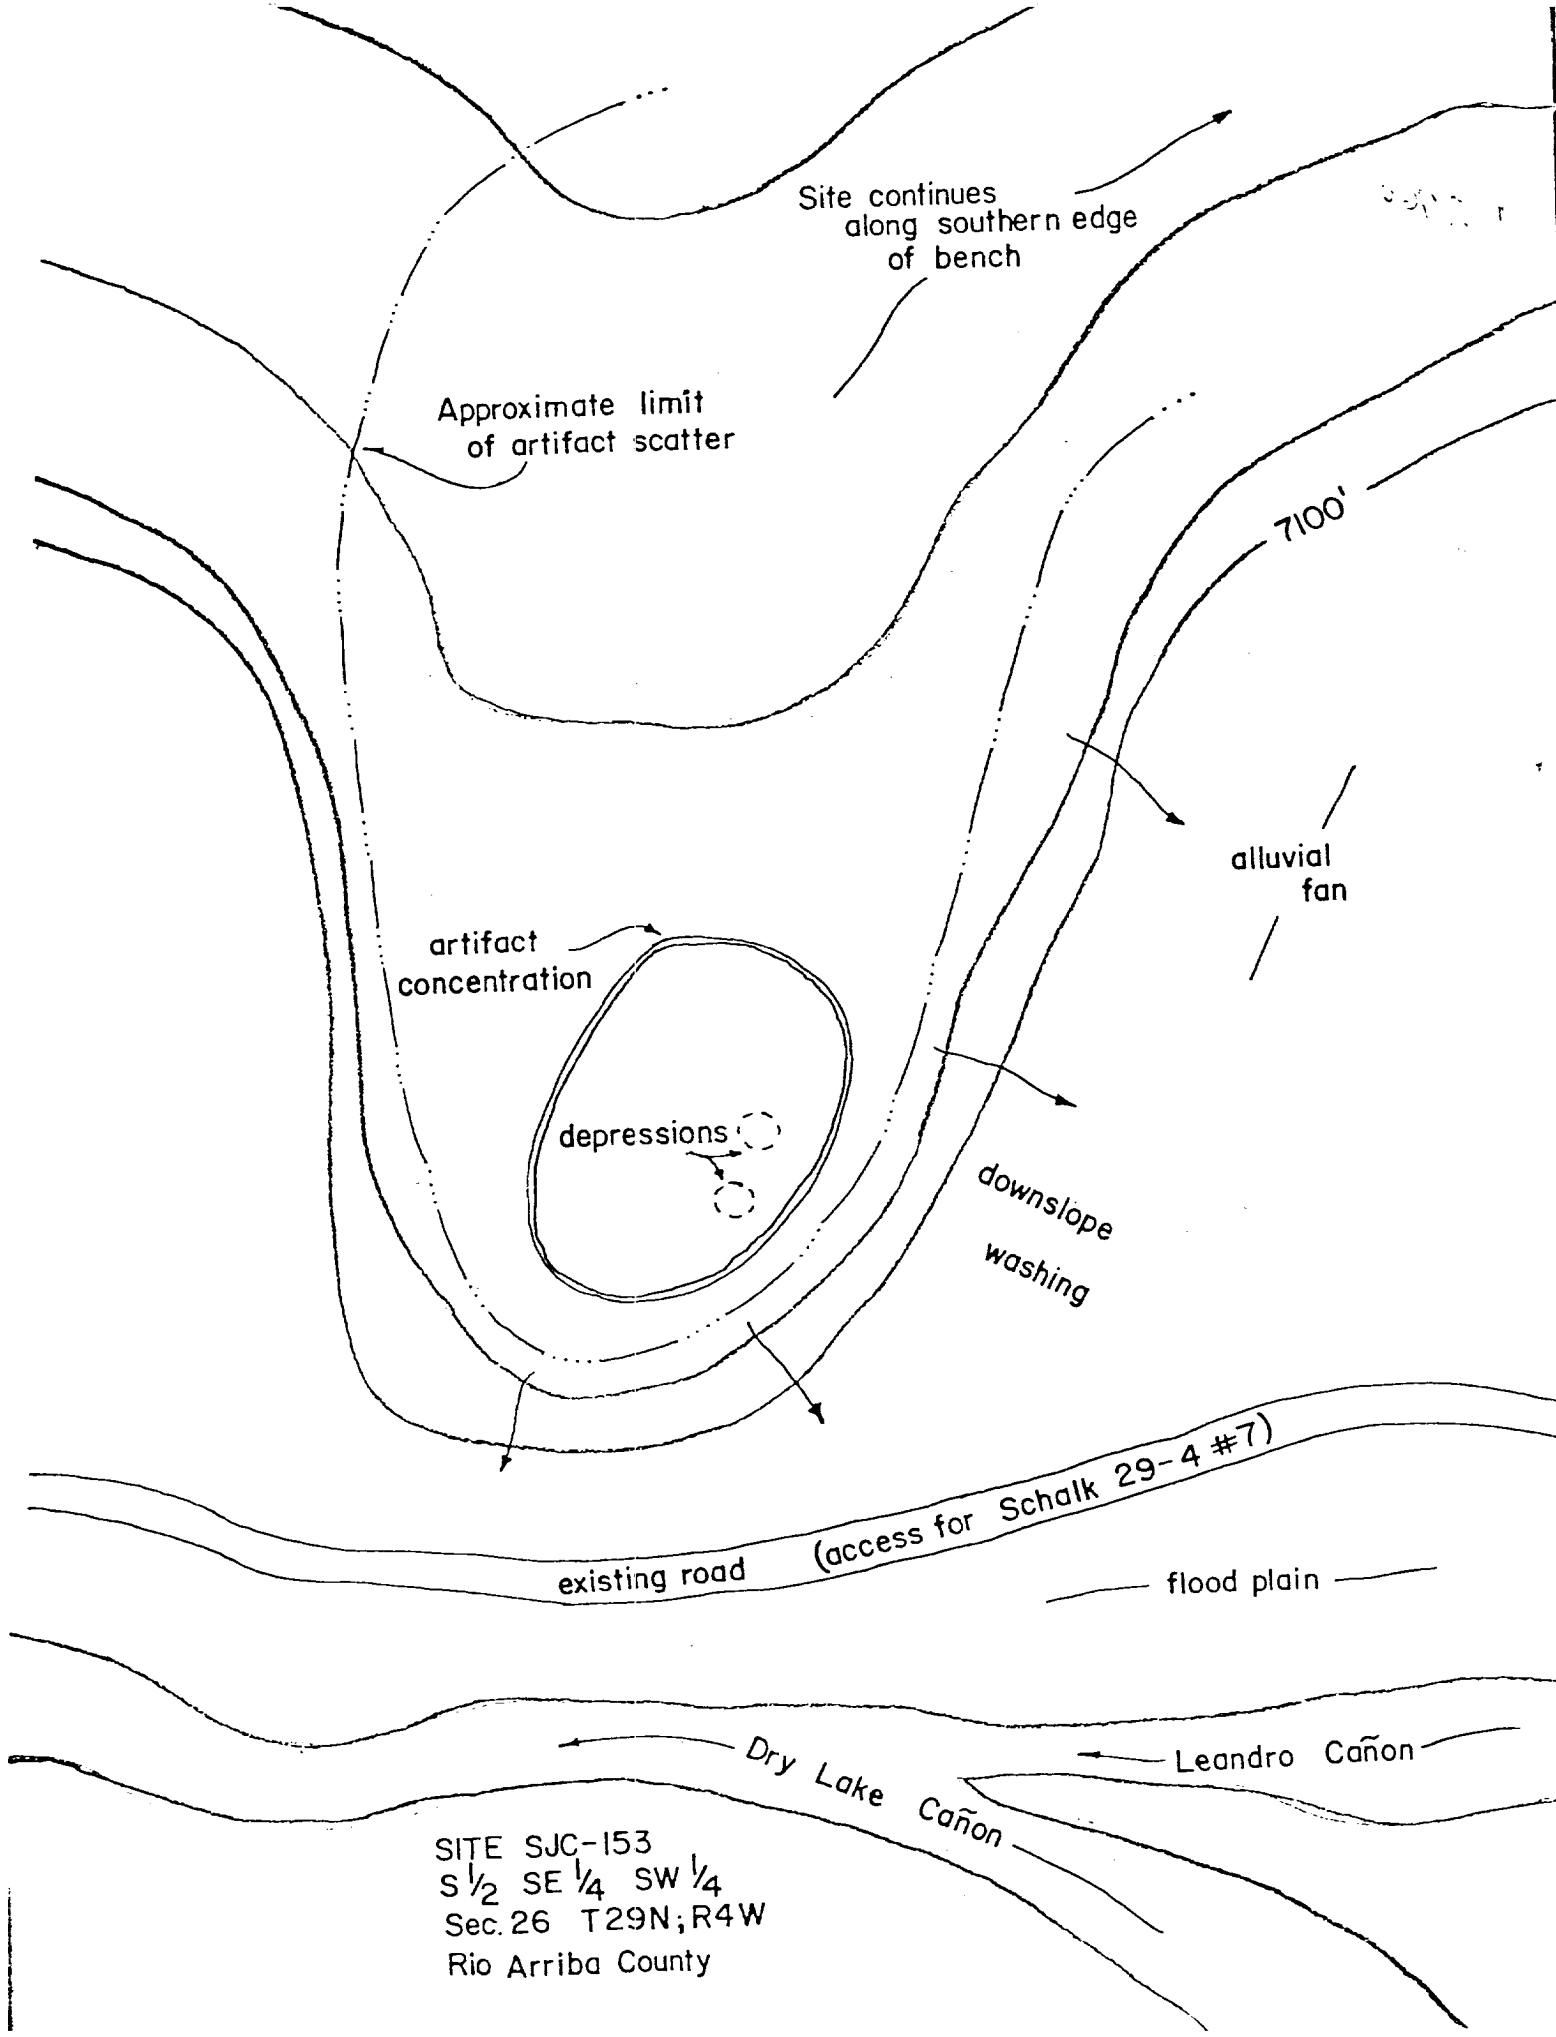 Site continues
along southern edge
of bench
Approximate limit
of artifact scatter
7100'
alluvial
fan
artifact
concentration
depressions
downslope
washing
existing road (access for Schalk 29-4 #7)
flood plain
Dry Lake Cañon
Leandro Cañon
SITE SJC-153
S 1/2 SE 1/4 SW 1/4
Sec. 26 T29N; R4W
Rio Arriba County